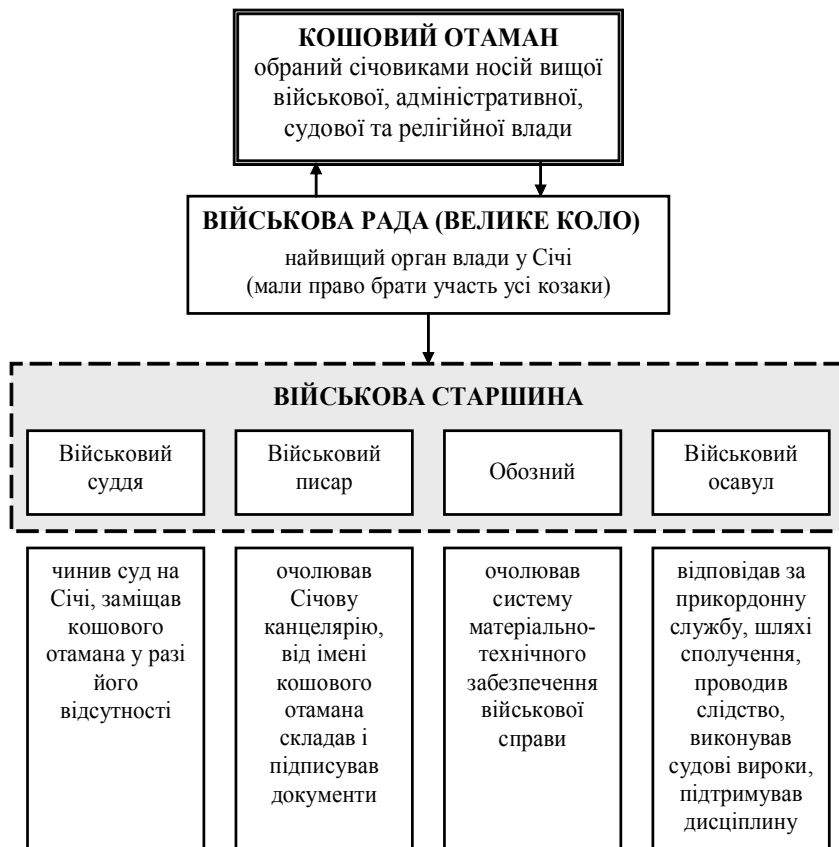 КОШОВИЙ ОТАМАН
обраний січовиками носій вищої
військової, адміністративної,
судової та релігійної влади
ВІЙСЬКОВА РАДА (ВЕЛИКЕ КОЛО)
найвищий орган влади у Січі
(мали право брати участь усі козаки)
ВІЙСЬКОВА СТАРШИНА
Військовий
суддя
Військовий
писар
Обозний
Військовий
осавул
чинив суд на
Січі, заміщав
кошового
отамана у разі
його
відсутності
очолював
Січову
канцелярію,
від імені
кошового
отамана
складав і
підписував
документи
очолював
систему
матеріально-
технічного
забезпечення
військової
справи
відповідав за
прикордонну
службу, шляхі
сполучення,
проводив
слідство,
виконував
судові вироки,
підтримував
дисципліну